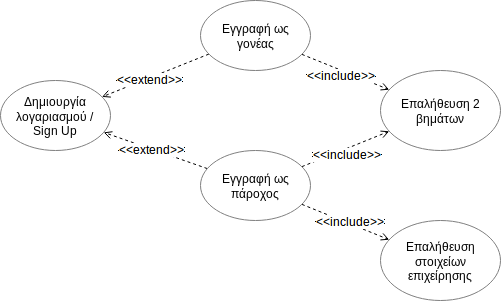 Εγγραφή ως
γονέας
<<extend>>
<<include>>
Δημιουργία
λογαριασμού /
Sign Up
Επαλήθευση 2
βημάτων
<<extend>>
<<include>>
Εγγραφή ως
πάροχος
<<include>>
Επαλήθευση
στοιχείων
επιχείρησης